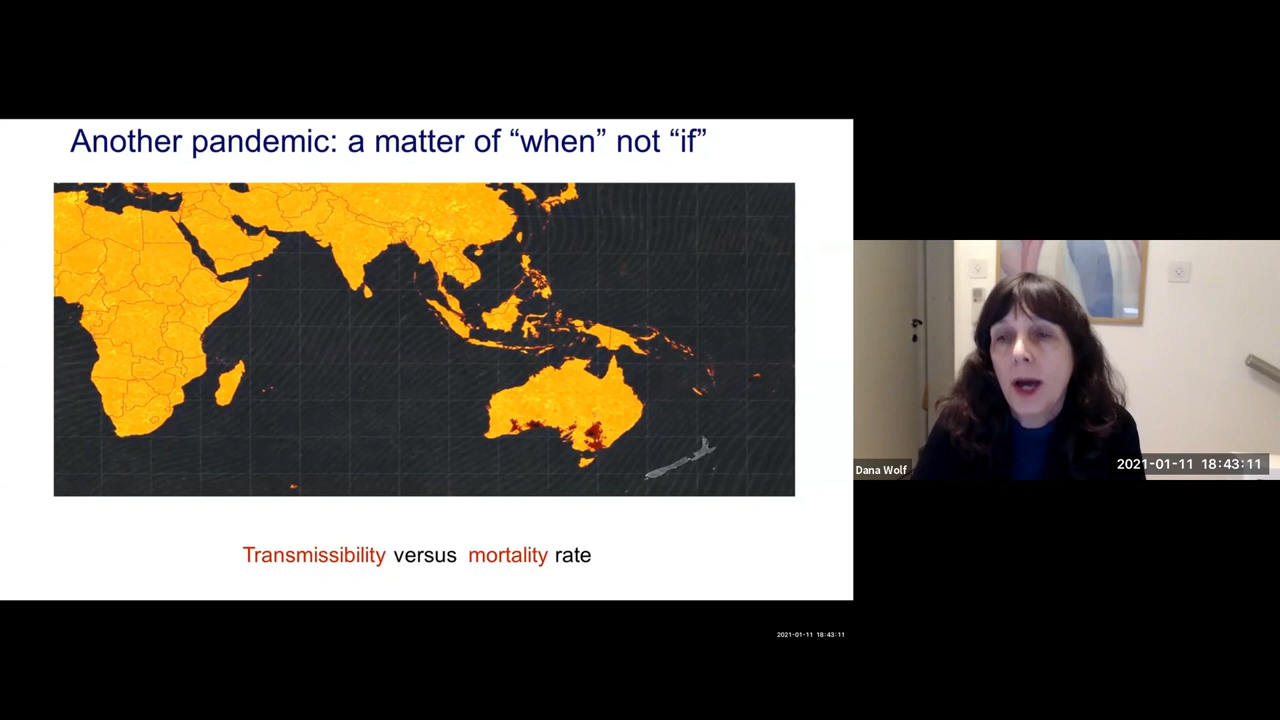 Another pandemic: a matter of “when” not “if”
Transmissibility versus mortality rate
Dana Wolf
2021-01-11 18:43:11
2021-01-11 18:43:11